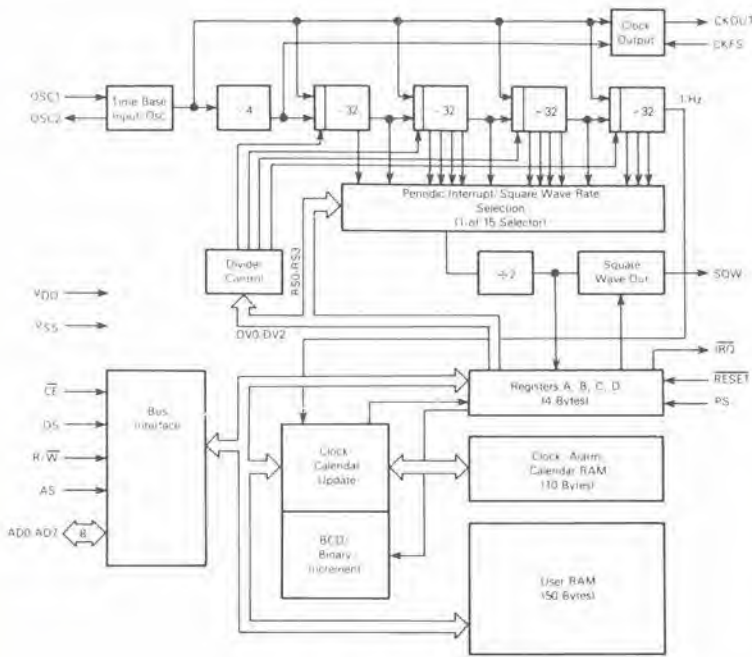 Clock
Output
CKOUT
CKFS
OSC1
OSC2
Time Base
Input/Osc
÷4
÷32
÷32
÷32
÷32
1 Hz
Periodic Interrupt/Square Wave Rate
Selection
(1 of 15 Selector)
Divider
Control
RS0-RS3
DV0-DV2
÷2
Square
Wave Out
SQW
VDD
VSS
IRQ
RESET
PS
Registers A, B, C, D
(4 Bytes)
CE
DS
R/W
AS
AD0-AD7
8
Bus
Interface
Clock
Calendar
Update
BCD/
Binary
Increment
Clock, Alarm,
Calendar RAM
(10 Bytes)
User RAM
(50 Bytes)